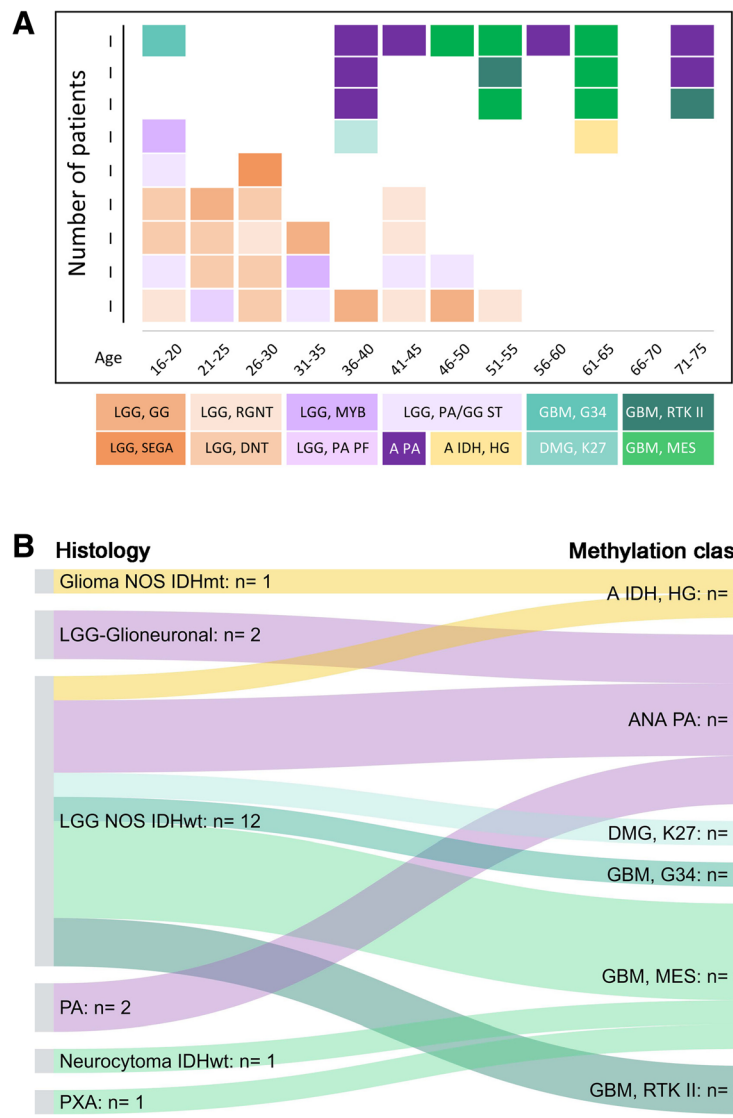 A
Number of patients
I
I
I
I
I
I
I
I
I
Age
16-20 21-25 26-30 31-35 36-40 41-45 46-50 51-55 56-60 61-65 66-70 71-75
LGG, GG LGG, RGNT LGG, MYB LGG, PA/GG ST GBM, G34 GBM, RTK II
LGG, SEGA LGG, DNT LGG, PA PF A PA A IDH, HG DMG, K27 GBM, MES
B
Histology Methylation clas
Glioma NOS IDHmt: n= 1
A IDH, HG: n=
LGG-Glioneuronal: n= 2
ANA PA: n=
LGG NOS IDHwt: n= 12
DMG, K27: n=
GBM, G34: n=
GBM, MES: n=
PA: n= 2
Neurocytoma IDHwt: n= 1
GBM, RTK II: n=
PXA: n= 1